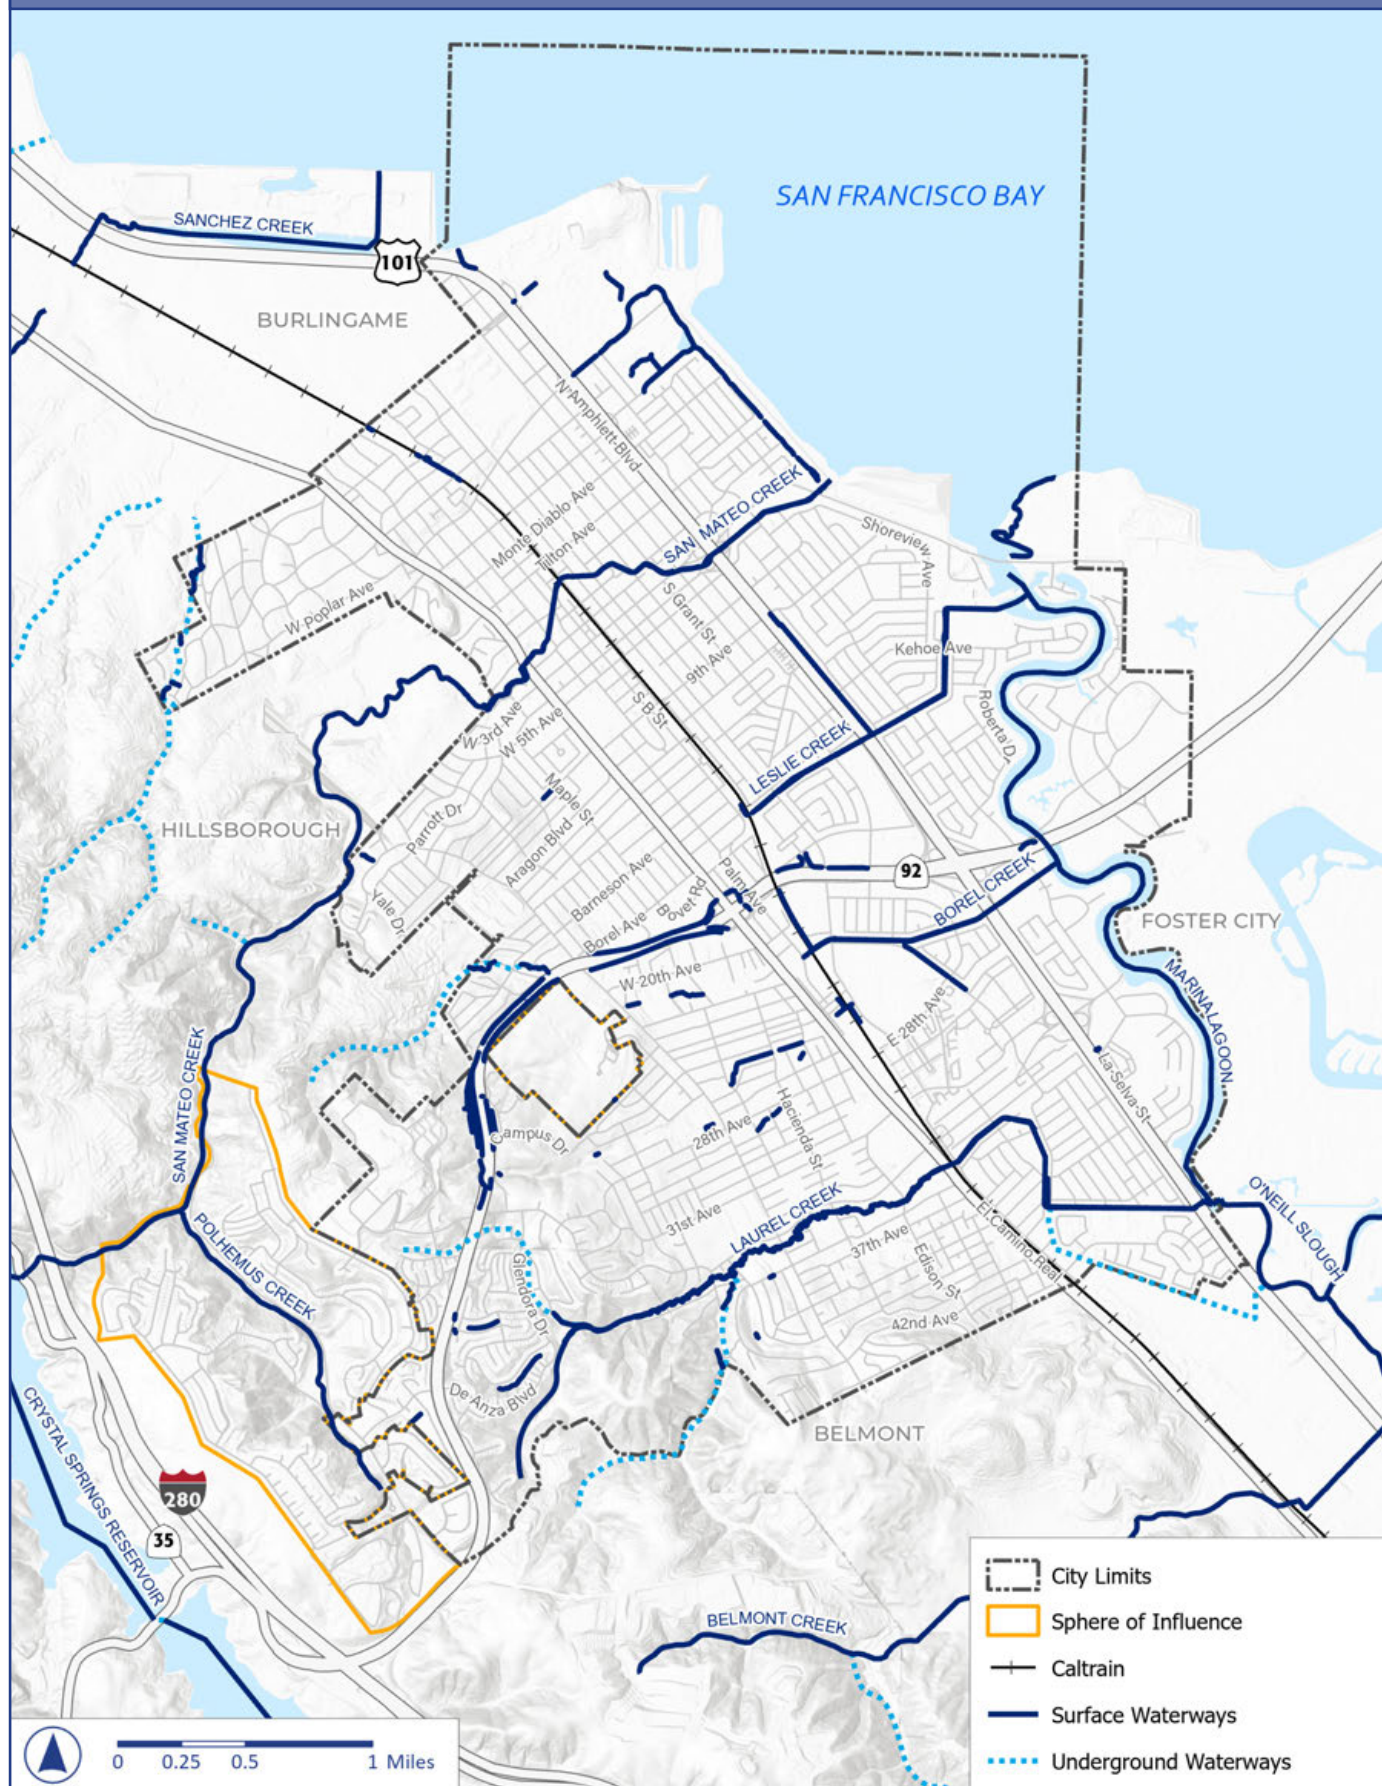 SAN FRANCISCO BAY
SANCHEZ CREEK
101
BURLINGAME
N Amphlett Blvd
Monte Diablo Ave
Tilton Ave
SAN MATEO CREEK
Shoreview Ave
W Poplar Ave
S Grant St
9th Ave
Kehoe Ave
S B St
Roberta Dr
W 3rd Ave
W 5th Ave
LESLIE CREEK
Maple St
HILLSBOROUGH
Parrott Dr
Aragon Blvd
Barneson Ave
Palm Ave
92
BOREL CREEK
Yale Dr
Bovet Rd
Borel Ave
FOSTER CITY
W 20th Ave
MARINA LAGOON
E 28th Ave
SAN MATEO CREEK
La Selva St
Campus Dr
28th Ave
Hacienda St
POLHEMUS CREEK
31st Ave
LAUREL CREEK
O'NEILL SLOUGH
37th Ave
El Camino Real
Glendora Dr
Edison St
42nd Ave
De Anza Blvd
CRYSTAL SPRINGS RESERVOIR
BELMONT
280
35
BELMONT CREEK
City Limits
Sphere of Influence
Caltrain
Surface Waterways
Underground Waterways
0 0.25 0.5 1 Miles